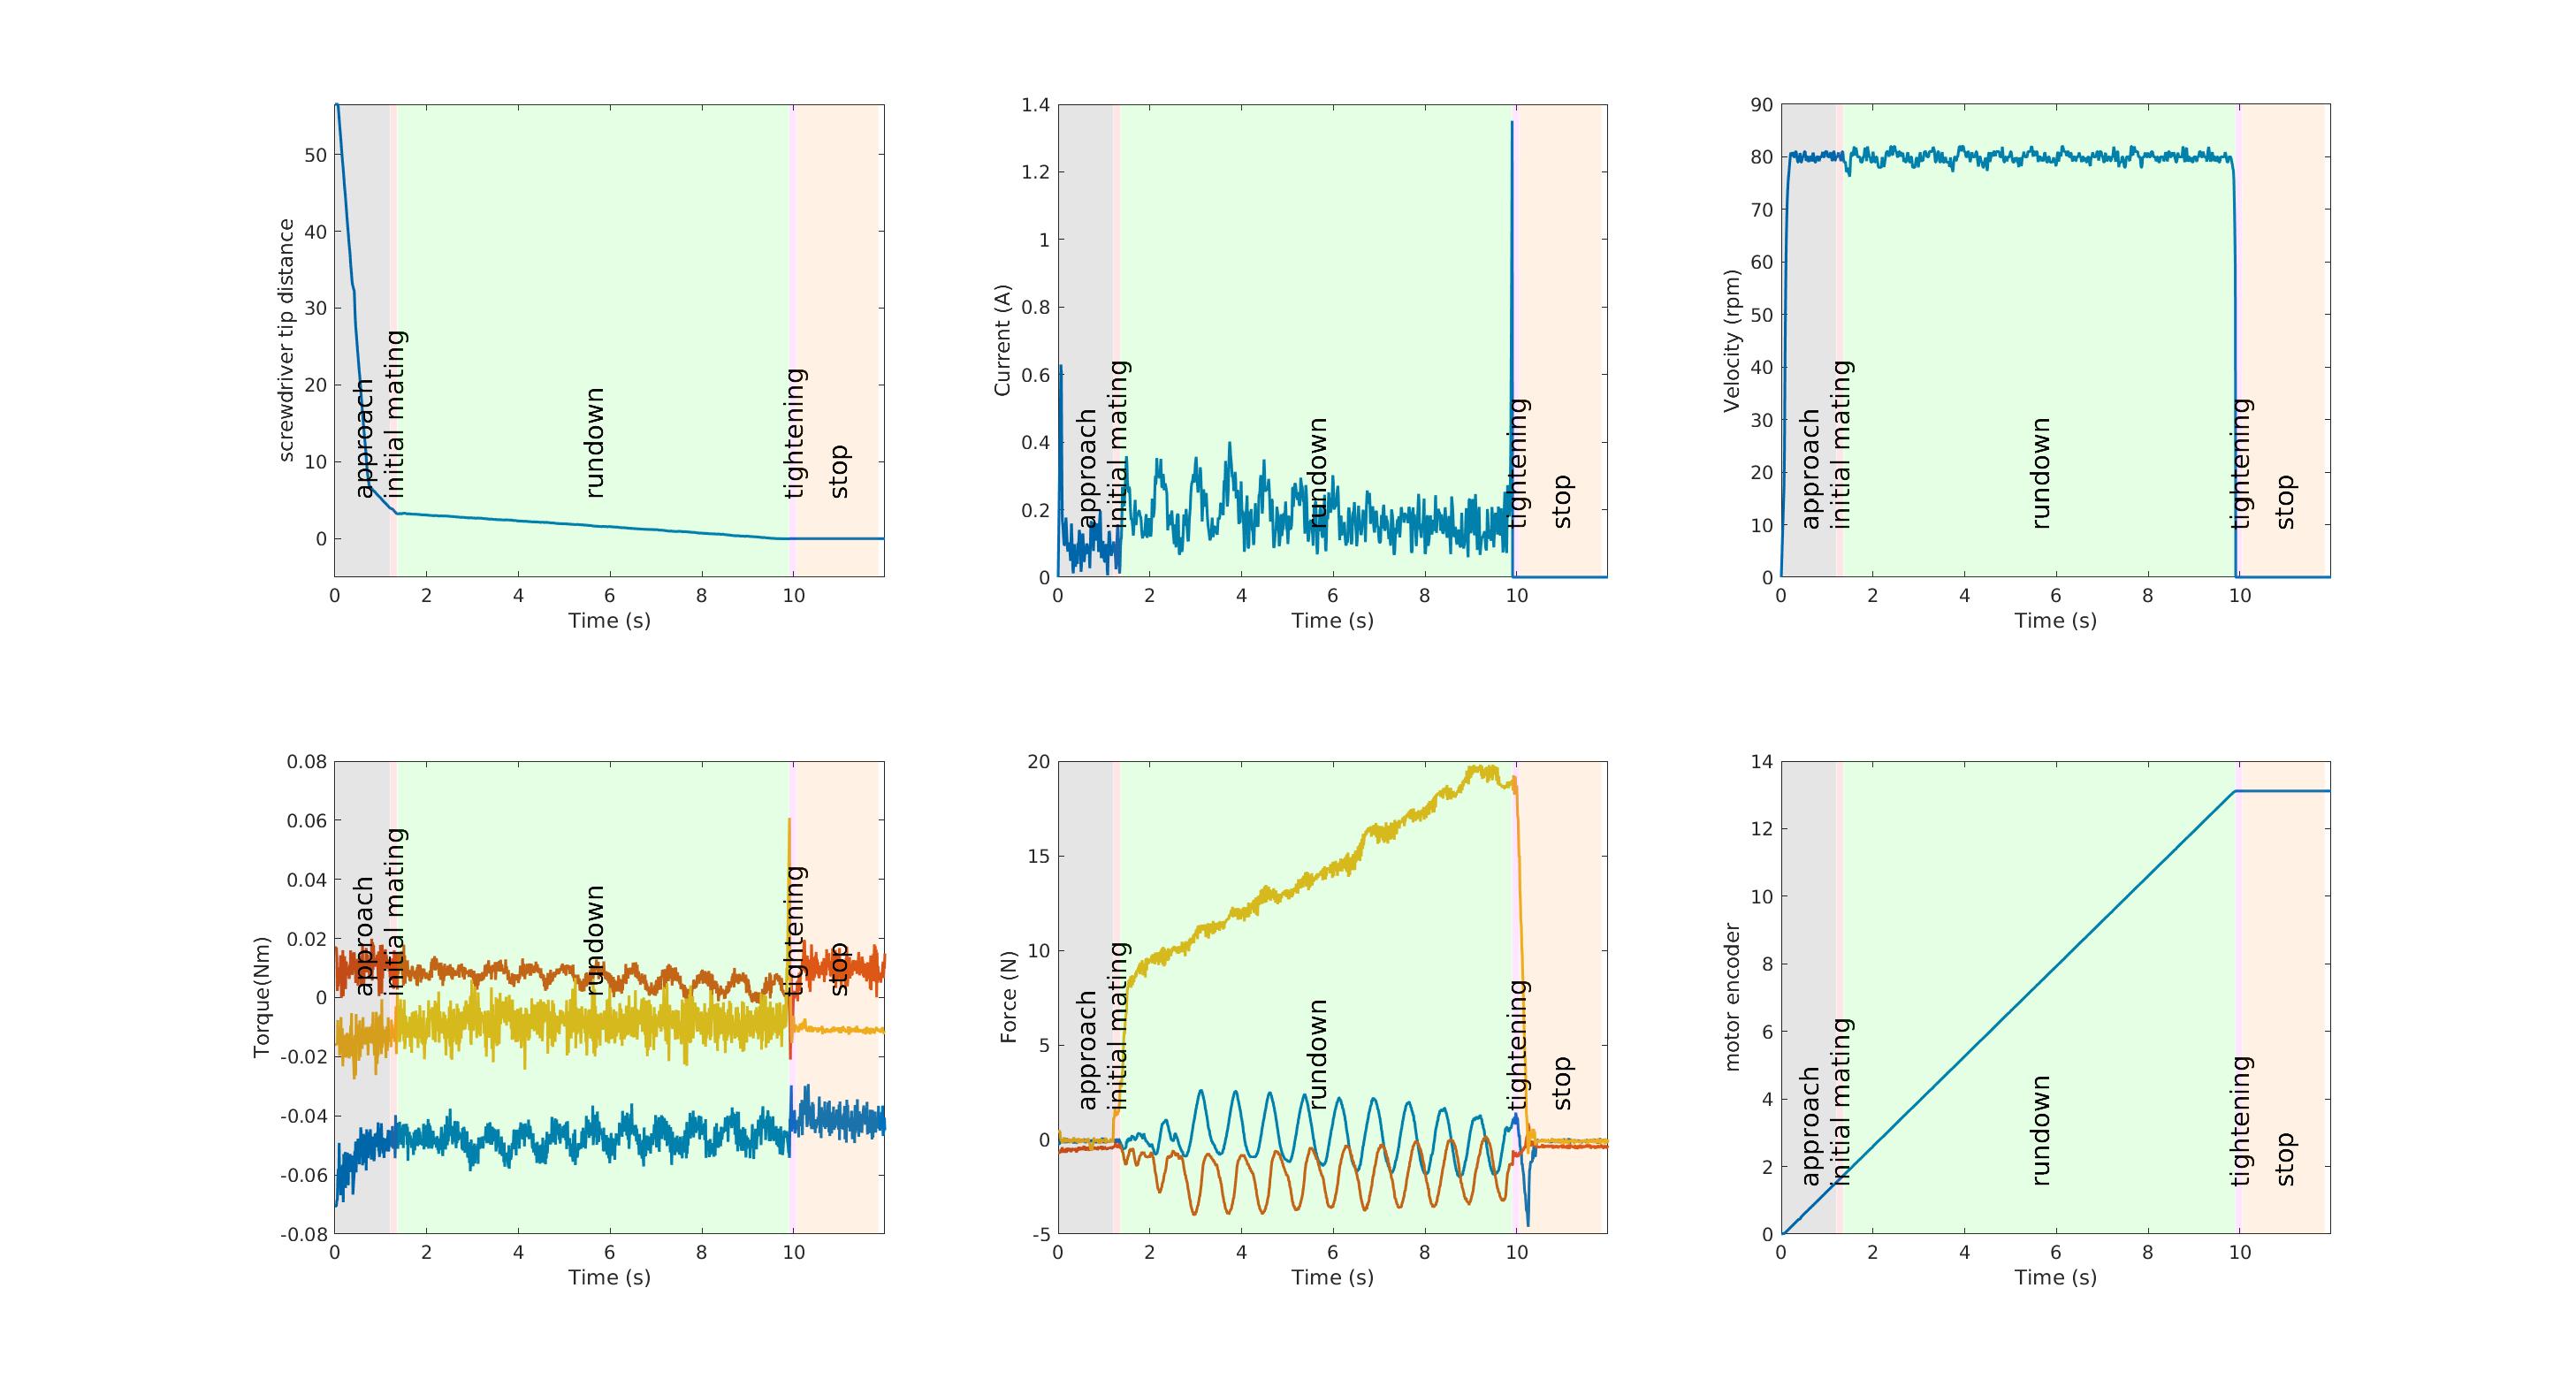 screwdriver tip distance
50
40
30
20
10
0
approach
initial mating
rundown
tightening
stop
0 2 4 6 8 10
Time (s)
Current (A)
1.4
1.2
1
0.8
0.6
0.4
0.2
0
approach
initial mating
rundown
tightening
stop
0 2 4 6 8 10
Time (s)
Velocity (rpm)
90
80
70
60
50
40
30
20
10
0
approach
initial mating
rundown
tightening
stop
0 2 4 6 8 10
Time (s)
Torque(Nm)
0.08
0.06
0.04
0.02
0
-0.02
-0.04
-0.06
-0.08
approach
initial mating
rundown
tightening
stop
0 2 4 6 8 10
Time (s)
Force (N)
20
15
10
5
0
-5
approach
initial mating
rundown
tightening
stop
0 2 4 6 8 10
Time (s)
motor encoder
14
12
10
8
6
4
2
0
approach
initial mating
rundown
tightening
stop
0 2 4 6 8 10
Time (s)